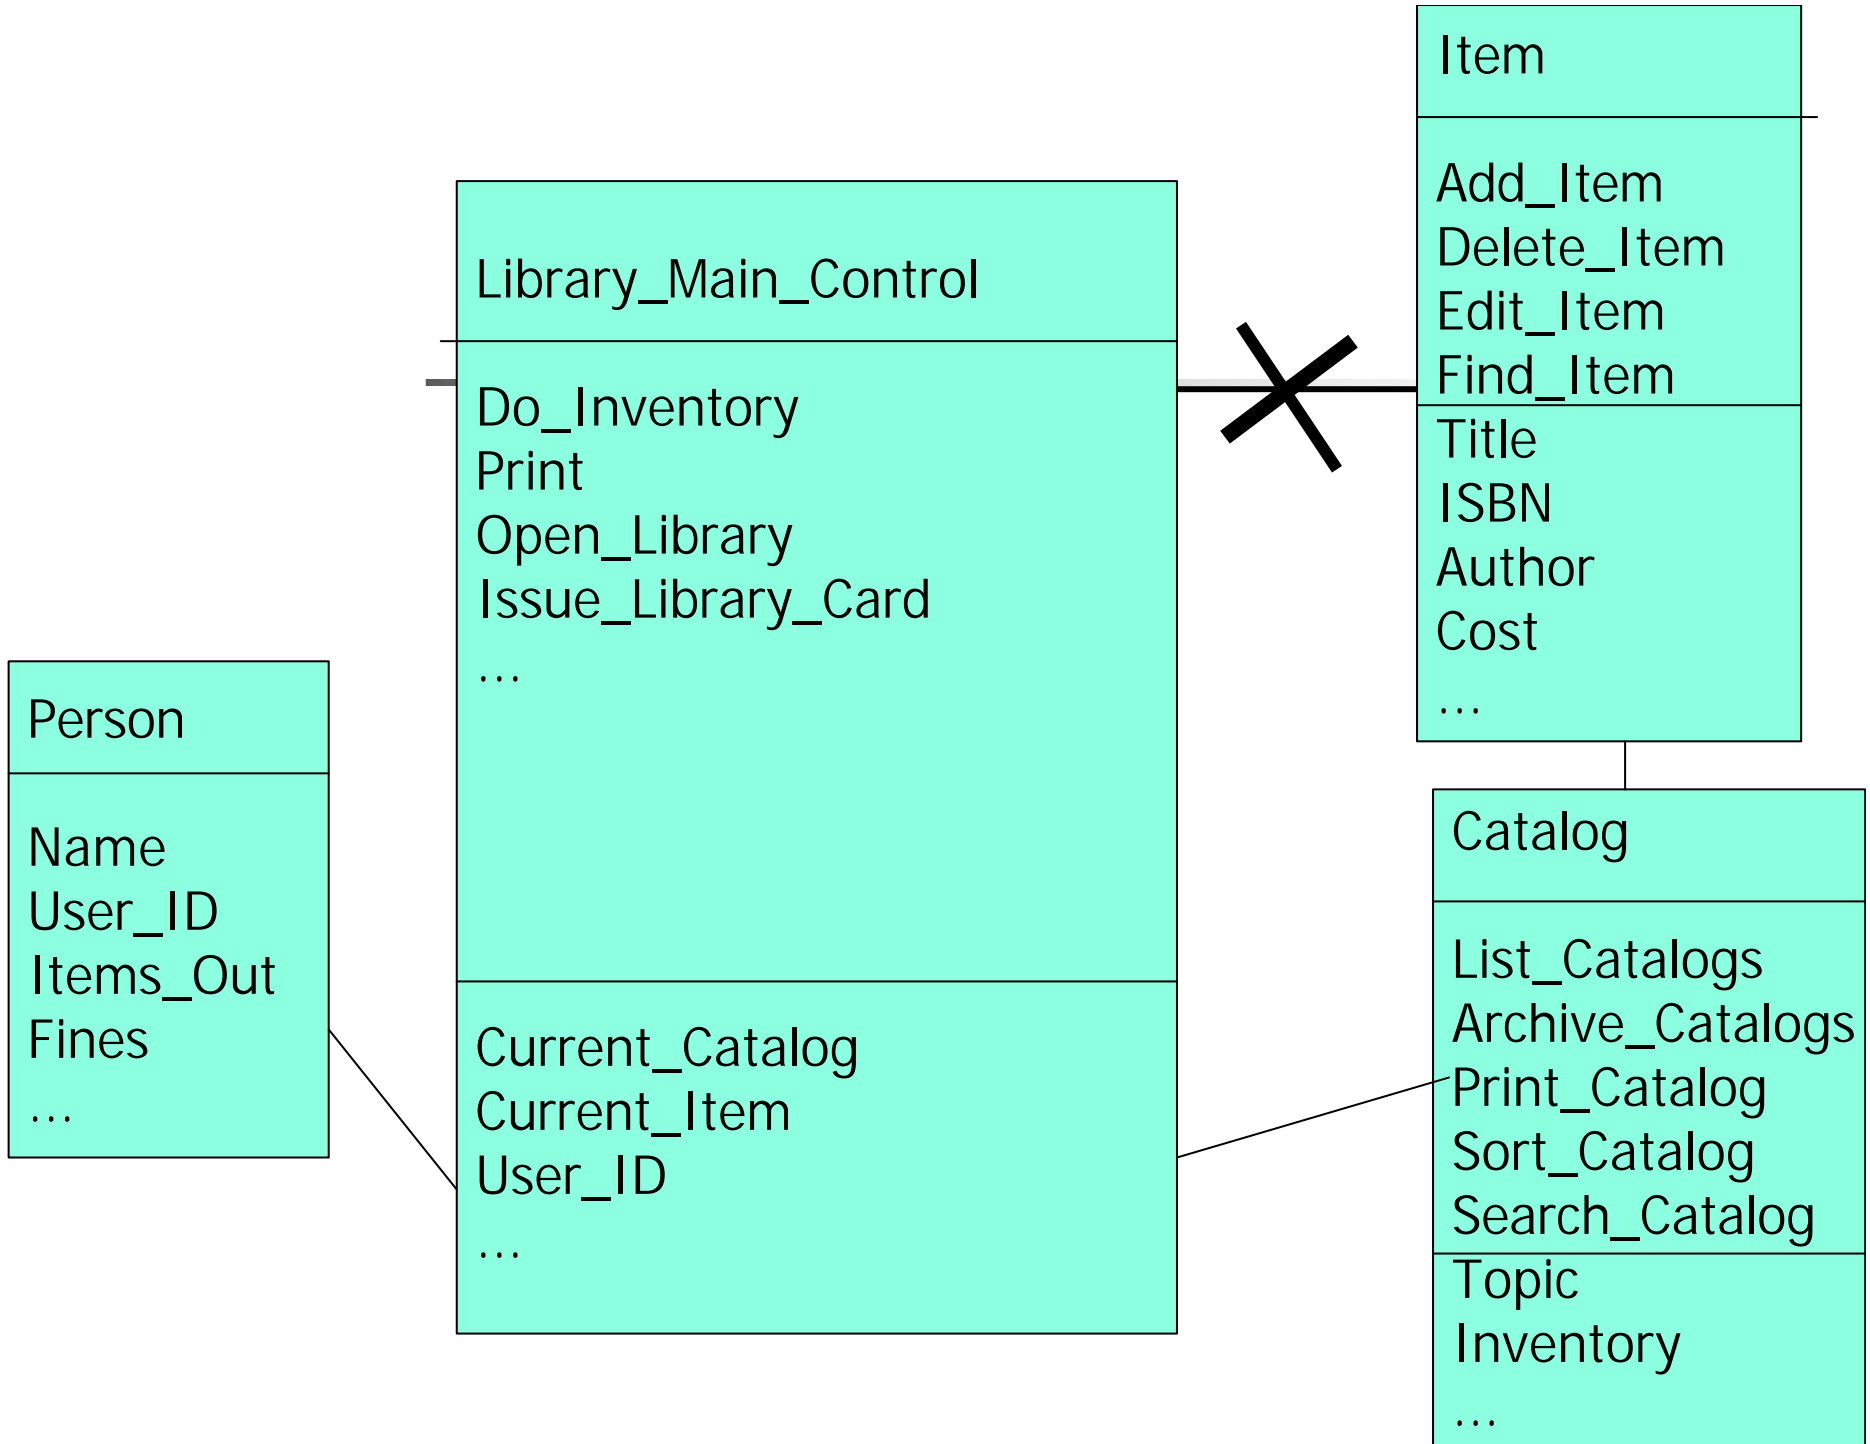 Item
Add_Item
Delete_Item
Edit_Item
Find_Item
Title
ISBN
Author
Cost
...
Library_Main_Control
Do_Inventory
Print
Open_Library
Issue_Library_Card
...
Current_Catalog
Current_Item
User_ID
...
Person
Name
User_ID
Items_Out
Fines
...
Catalog
List_Catalogs
Archive_Catalogs
Print_Catalog
Sort_Catalog
Search_Catalog
Topic
Inventory
...